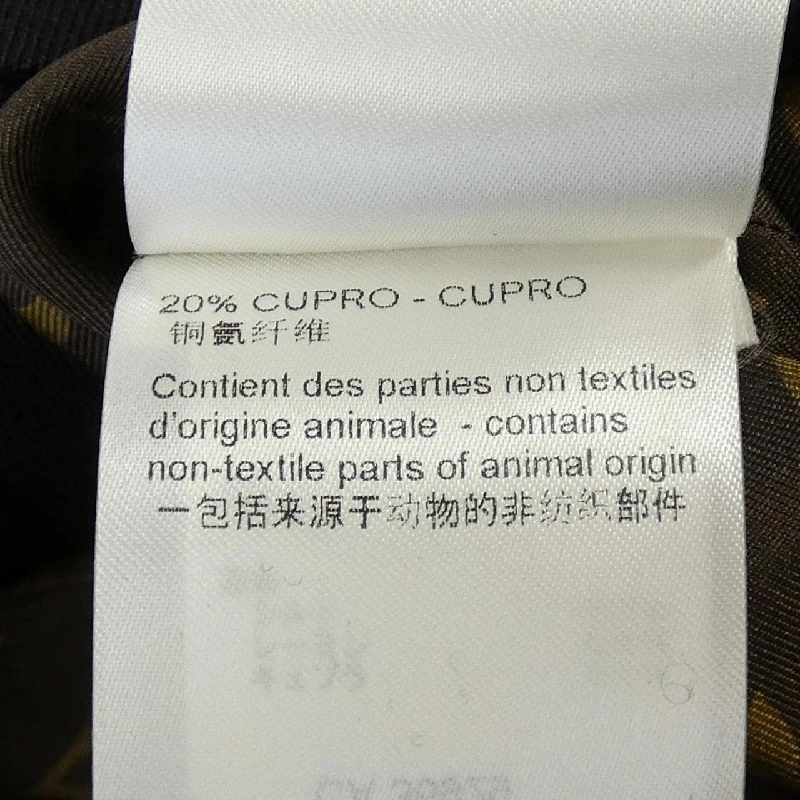 20% CUPRO - CUPRO
铜氨纤维
Contient des parties non textiles
d'origine animale - contains
non-textile parts of animal origin
一包括来源于动物的非纺织部件